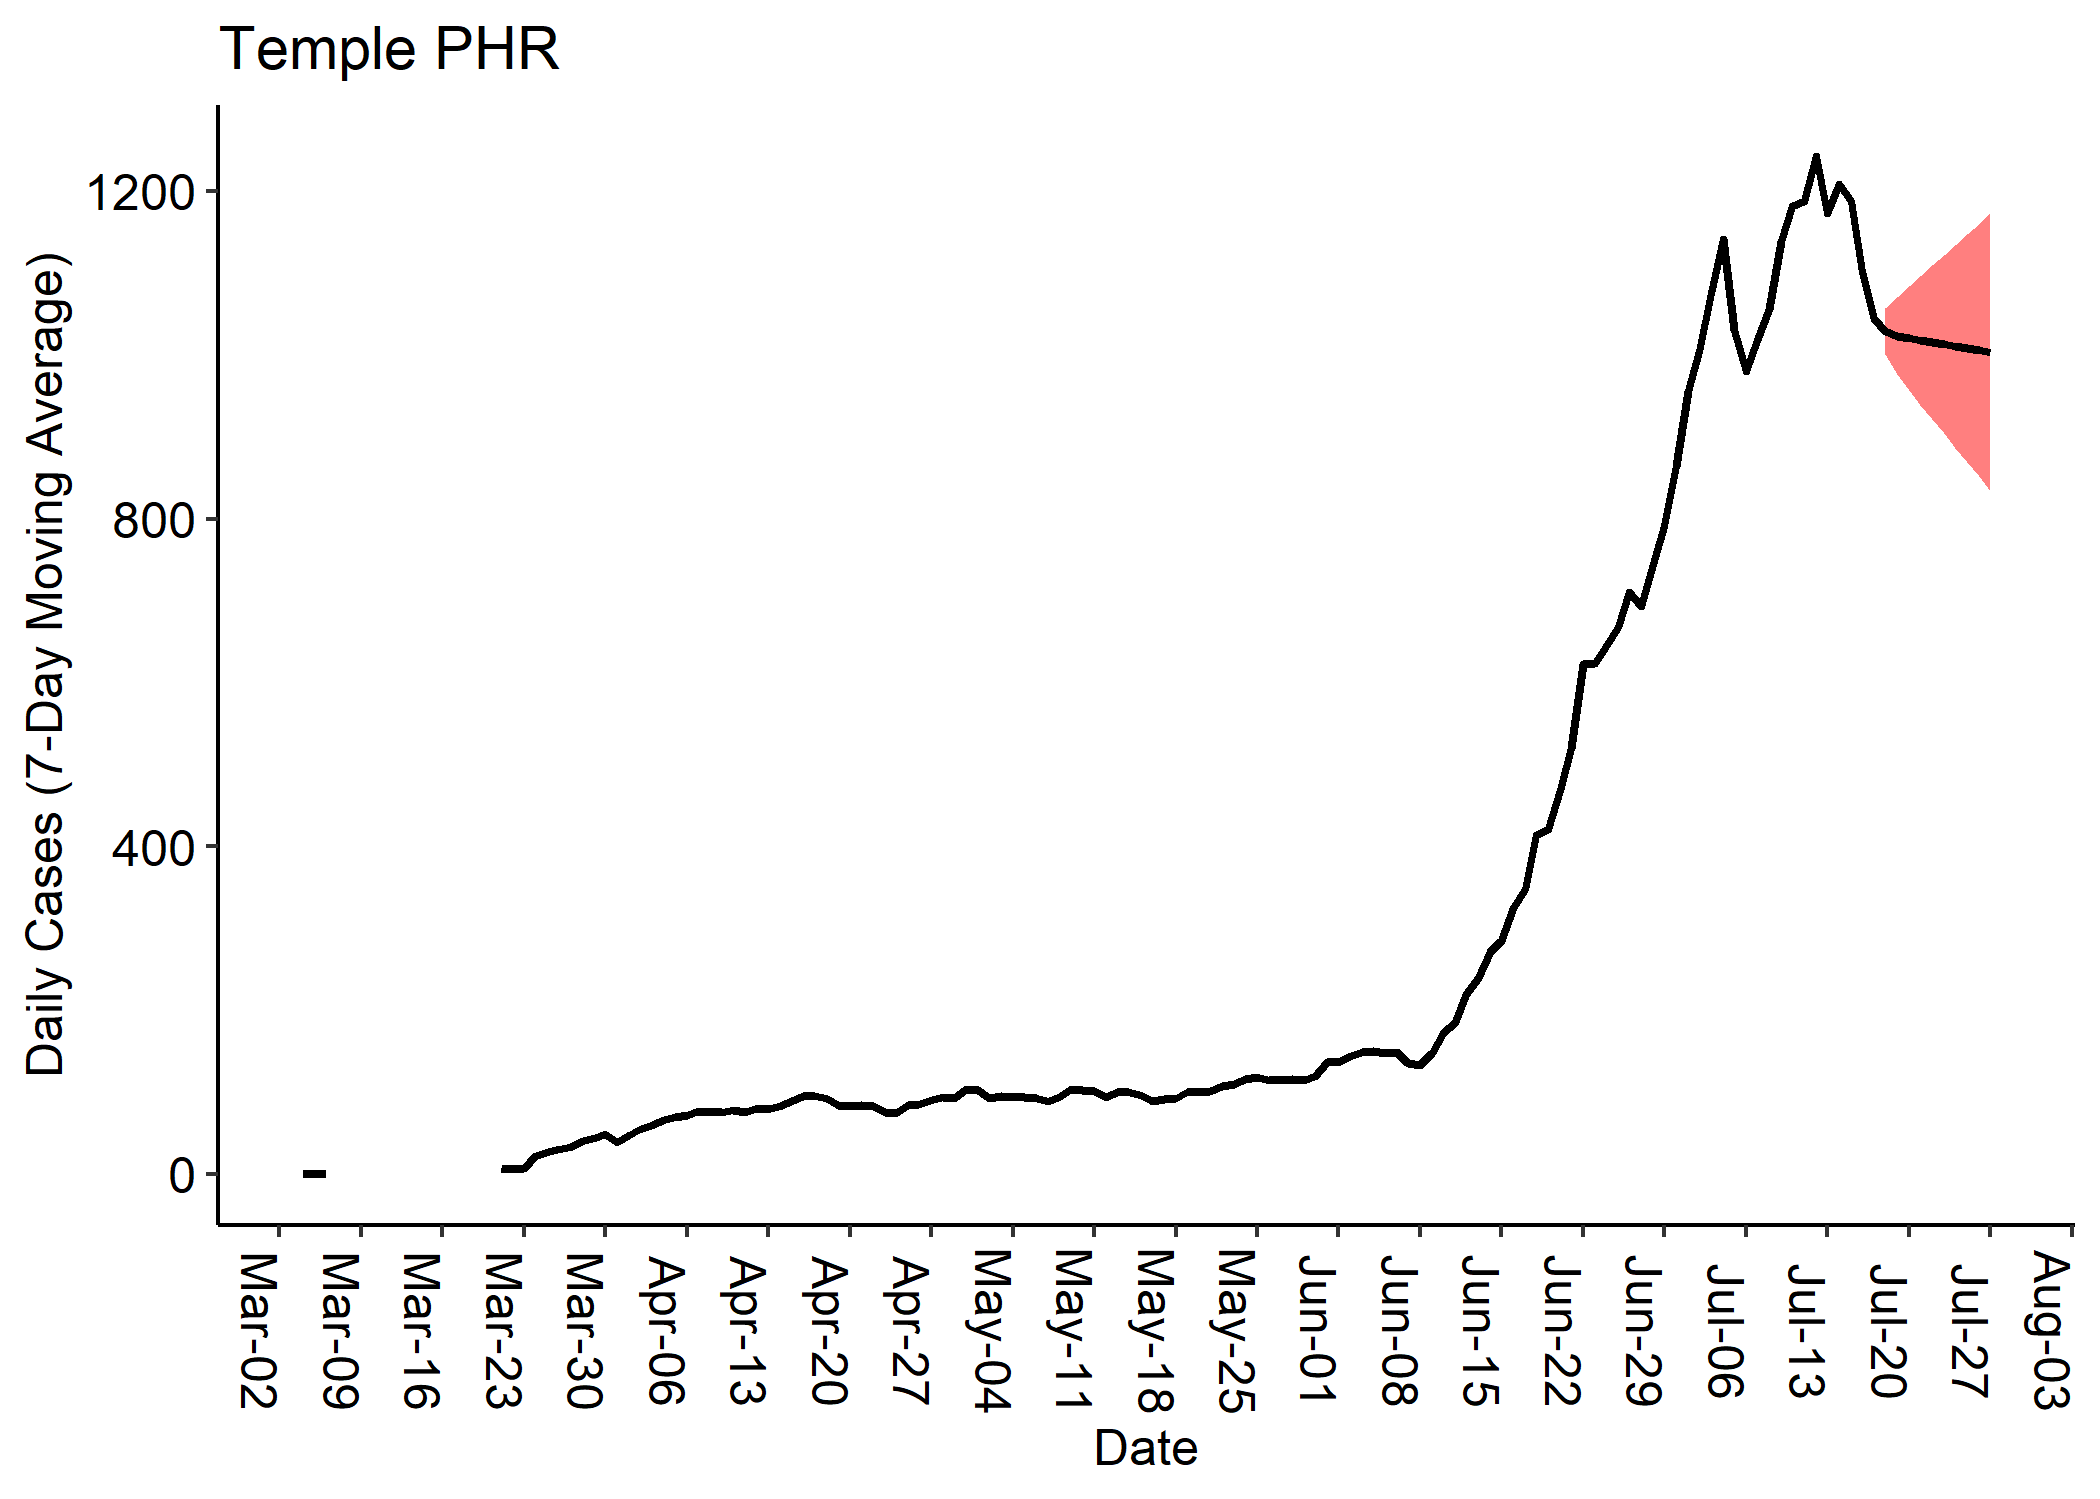 Temple PHR
Daily Cases (7-Day Moving Average)
1200
800
400
0
Mar-02
Mar-09
Mar-16
Mar-23
Mar-30
Apr-06
Apr-13
Apr-20
Apr-27
May-04
May-11
May-18
May-25
Jun-01
Jun-08
Jun-15
Jun-22
Jun-29
Jul-06
Jul-13
Jul-20
Jul-27
Aug-03
Date